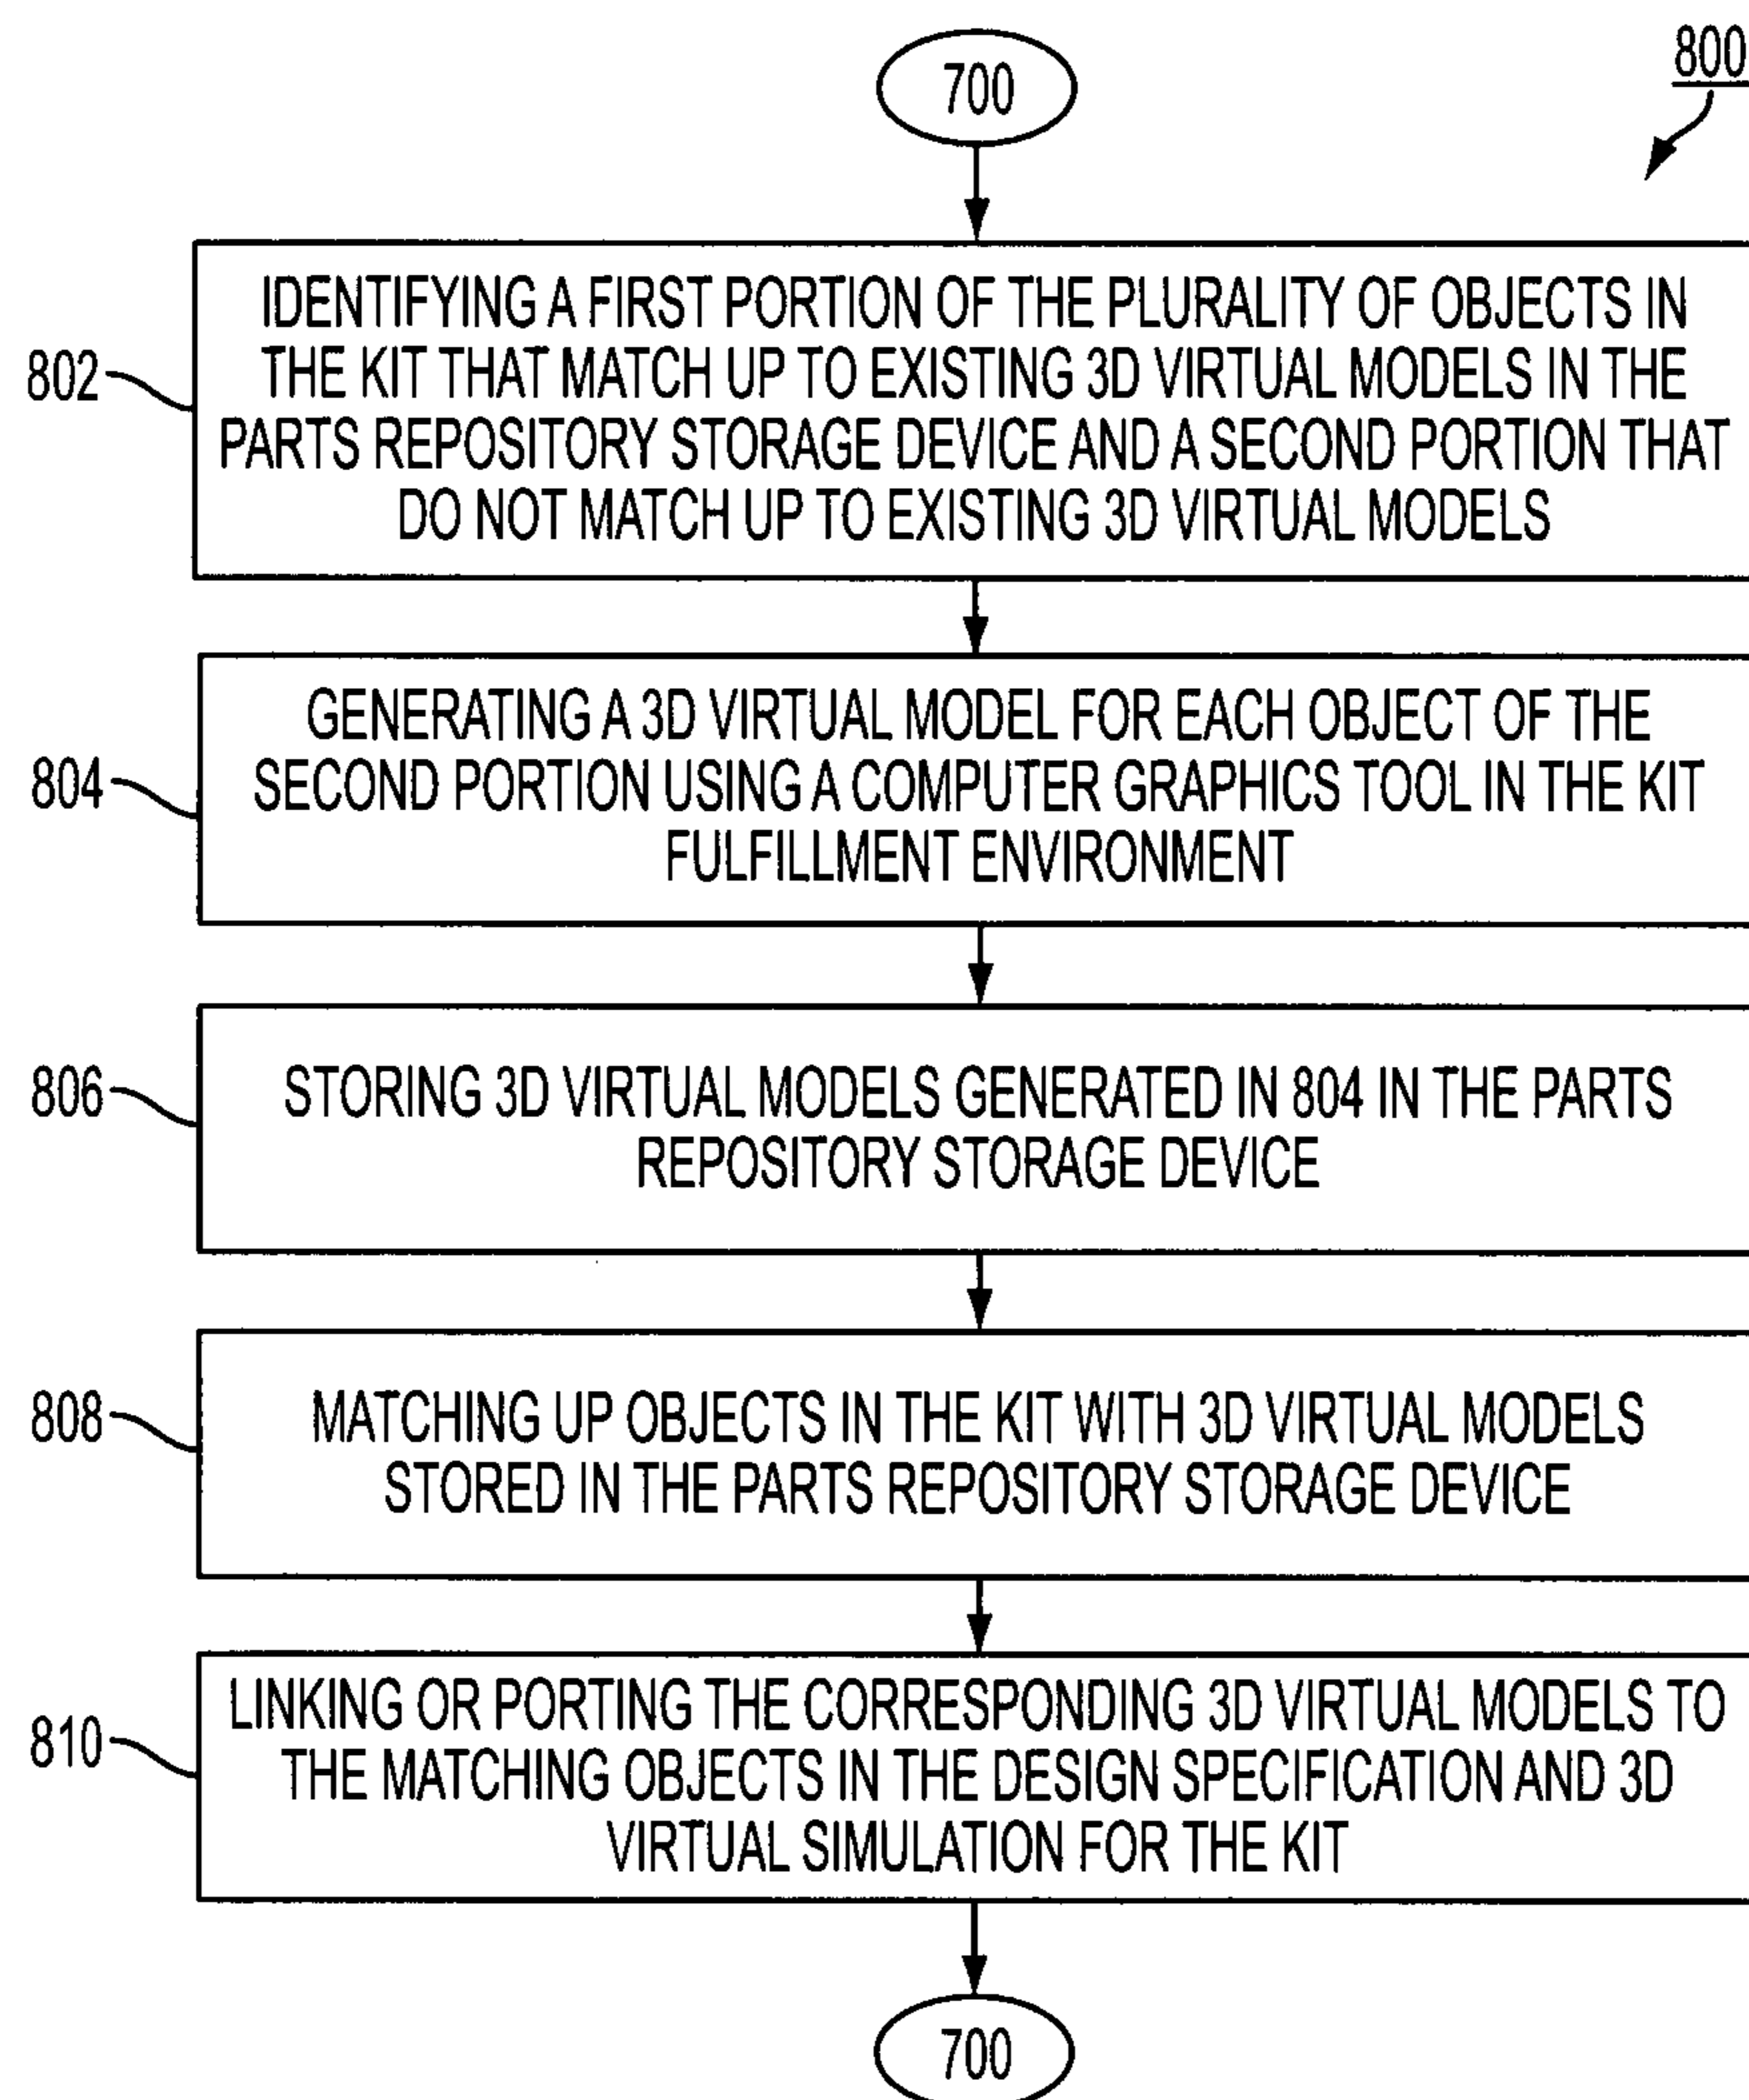 700
800
802
IDENTIFYING A FIRST PORTION OF THE PLURALITY OF OBJECTS IN
THE KIT THAT MATCH UP TO EXISTING 3D VIRTUAL MODELS IN THE
PARTS REPOSITORY STORAGE DEVICE AND A SECOND PORTION THAT
DO NOT MATCH UP TO EXISTING 3D VIRTUAL MODELS
804
GENERATING A 3D VIRTUAL MODEL FOR EACH OBJECT OF THE
SECOND PORTION USING A COMPUTER GRAPHICS TOOL IN THE KIT
FULFILLMENT ENVIRONMENT
806
STORING 3D VIRTUAL MODELS GENERATED IN 804 IN THE PARTS
REPOSITORY STORAGE DEVICE
808
MATCHING UP OBJECTS IN THE KIT WITH 3D VIRTUAL MODELS
STORED IN THE PARTS REPOSITORY STORAGE DEVICE
810
LINKING OR PORTING THE CORRESPONDING 3D VIRTUAL MODELS TO
THE MATCHING OBJECTS IN THE DESIGN SPECIFICATION AND 3D
VIRTUAL SIMULATION FOR THE KIT
700